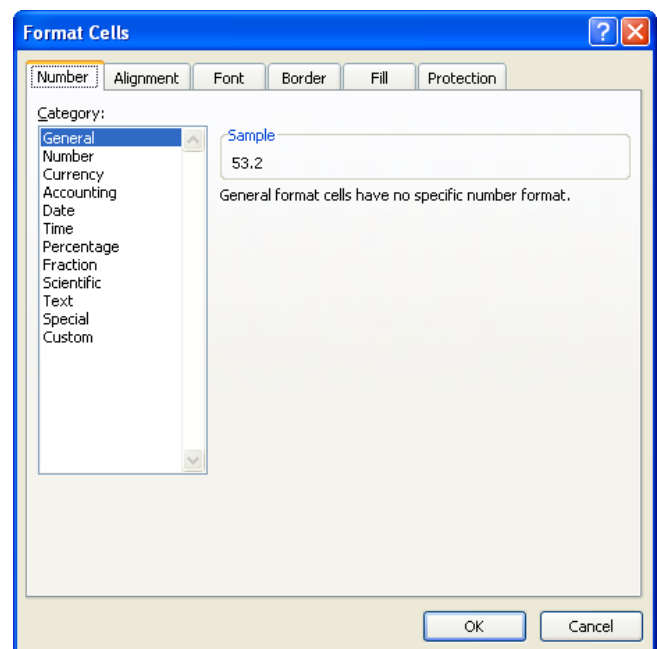 Format Cells
Number Alignment Font Border Fill Protection
Category:
General
Number
Currency
Accounting
Date
Time
Percentage
Fraction
Scientific
Text
Special
Custom
Sample
53.2
General format cells have no specific number format.
OK Cancel